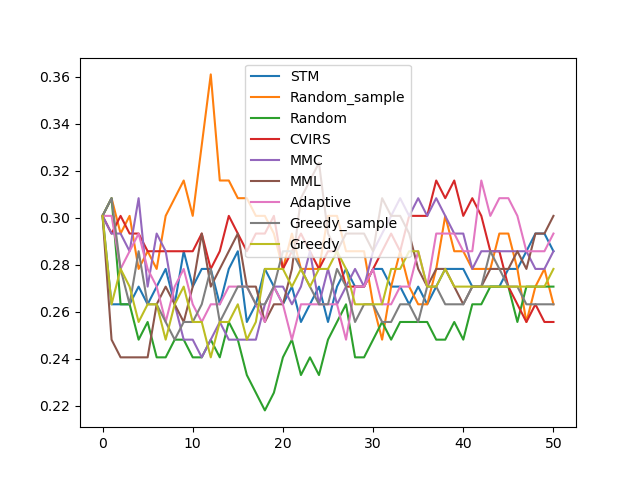 0.36
0.34
0.32
0.30
0.28
0.26
0.24
0.22
0 10 20 30 40 50
STM
Random_sample
Random
CVIRS
MMC
MML
Adaptive
Greedy_sample
Greedy